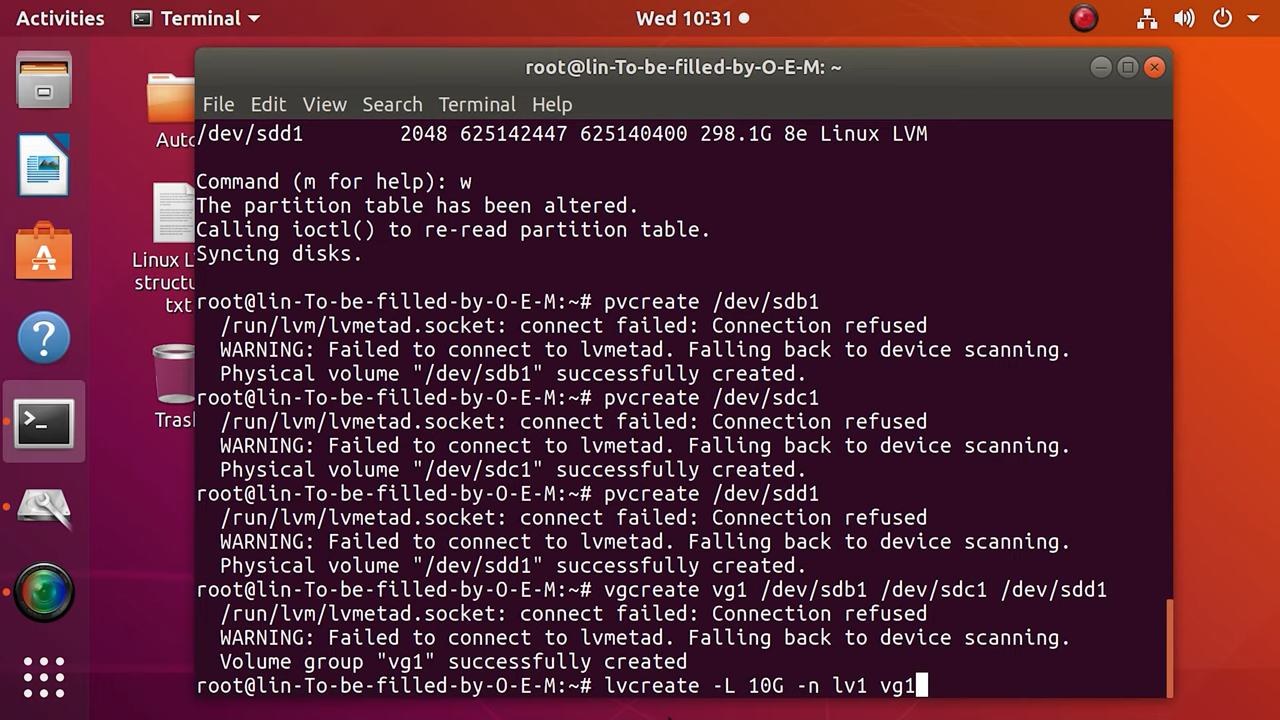 Activities Terminal Wed 10:31
root@lin-To-be-filled-by-O-E-M: ~
File Edit View Search Terminal Help
/dev/sdd1 2048 625142447 625140400 298.1G 8e Linux LVM
Command (m for help): w
The partition table has been altered.
Calling ioctl() to re-read partition table.
Syncing disks.
root@lin-To-be-filled-by-O-E-M:~# pvcreate /dev/sdb1
/run/lvm/lvmetad.socket: connect failed: Connection refused
WARNING: Failed to connect to lvmetad. Falling back to device scanning.
Physical volume "/dev/sdb1" successfully created.
root@lin-To-be-filled-by-O-E-M:~# pvcreate /dev/sdc1
/run/lvm/lvmetad.socket: connect failed: Connection refused
WARNING: Failed to connect to lvmetad. Falling back to device scanning.
Physical volume "/dev/sdc1" successfully created.
root@lin-To-be-filled-by-O-E-M:~# pvcreate /dev/sdd1
/run/lvm/lvmetad.socket: connect failed: Connection refused
WARNING: Failed to connect to lvmetad. Falling back to device scanning.
Physical volume "/dev/sdd1" successfully created.
root@lin-To-be-filled-by-O-E-M:~# vgcreate vg1 /dev/sdb1 /dev/sdc1 /dev/sdd1
/run/lvm/lvmetad.socket: connect failed: Connection refused
WARNING: Failed to connect to lvmetad. Falling back to device scanning.
Volume group "vg1" successfully created
root@lin-To-be-filled-by-O-E-M:~# lvcreate -L 10G -n lv1 vg1
Auto
Linux L
structu
txt
Tras